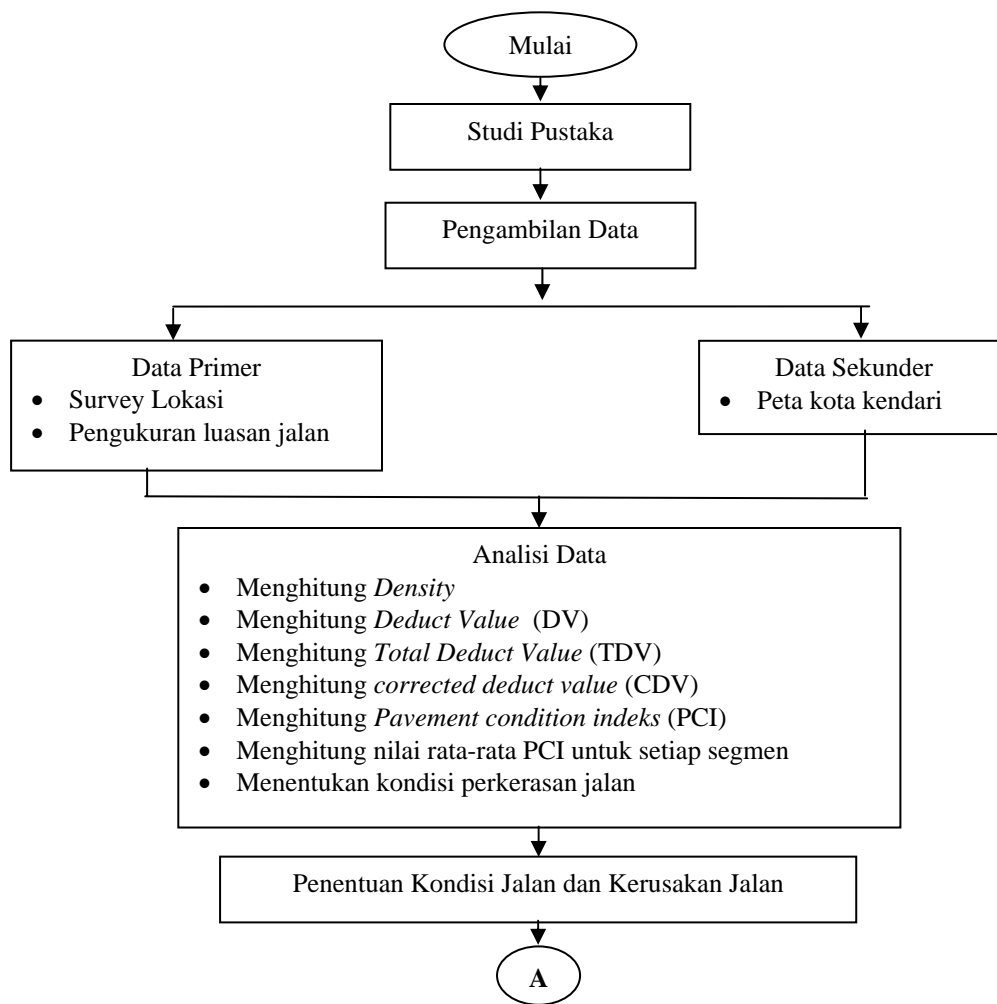 Mulai
Studi Pustaka
Pengambilan Data
Data Primer
• Survey Lokasi
• Pengukuran luasan jalan
Data Sekunder
• Peta kota kendari
Analisi Data
• Menghitung Density
• Menghitung Deduct Value (DV)
• Menghitung Total Deduct Value (TDV)
• Menghitung corrected deduct value (CDV)
• Menghitung Pavement condition indeks (PCI)
• Menghitung nilai rata-rata PCI untuk setiap segmen
• Menentukan kondisi perkerasan jalan
Penentuan Kondisi Jalan dan Kerusakan Jalan
A